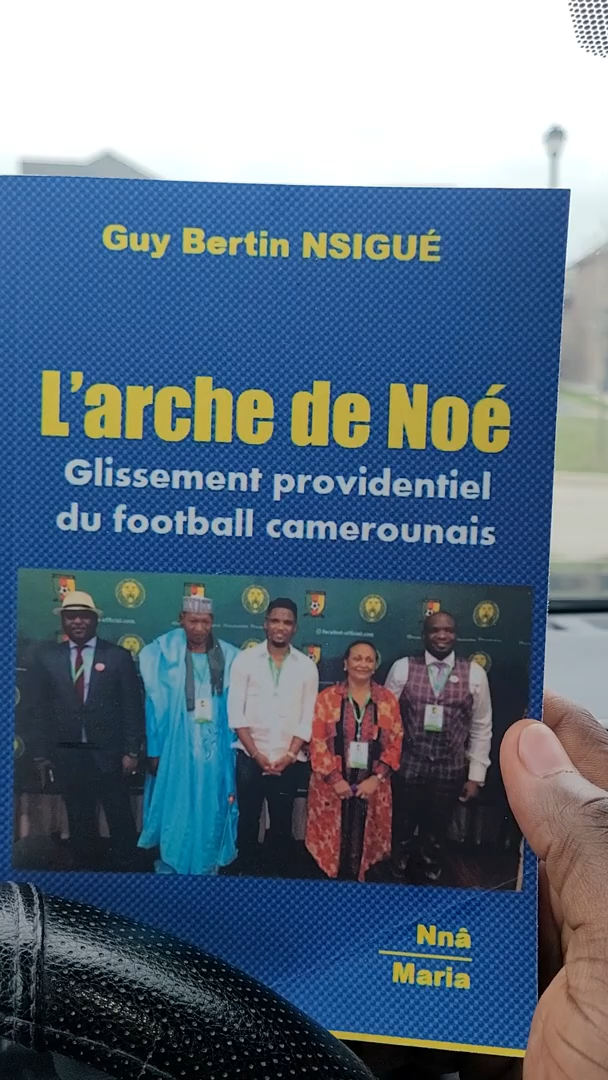 Guy Bertin NSIGUÉ
L'arche de Noé
Glissement providentiel
du football camerounais
Nnâ
Maria